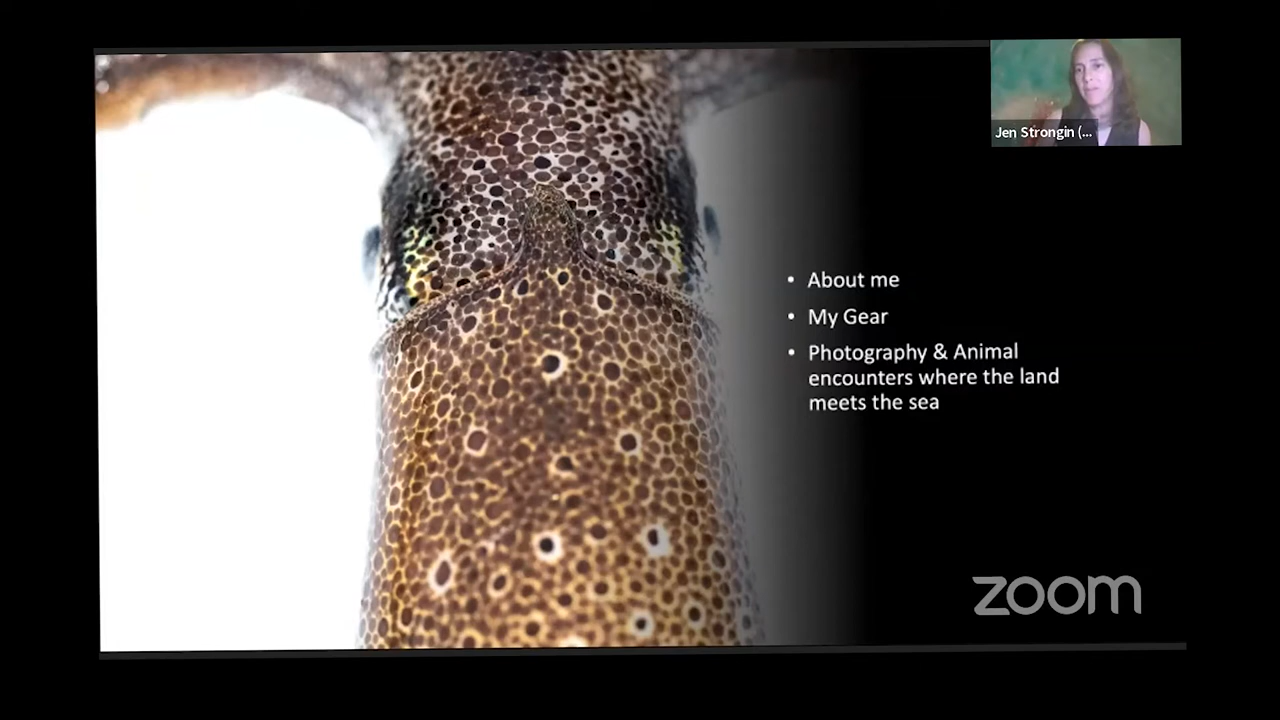 Jen Strongin (...
• About me
• My Gear
• Photography & Animal
encounters where the land
meets the sea
zoom